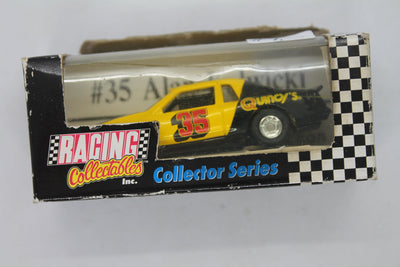 #35 Al
35
Quincy's
RACING
Collectables
Inc.
Collector Series